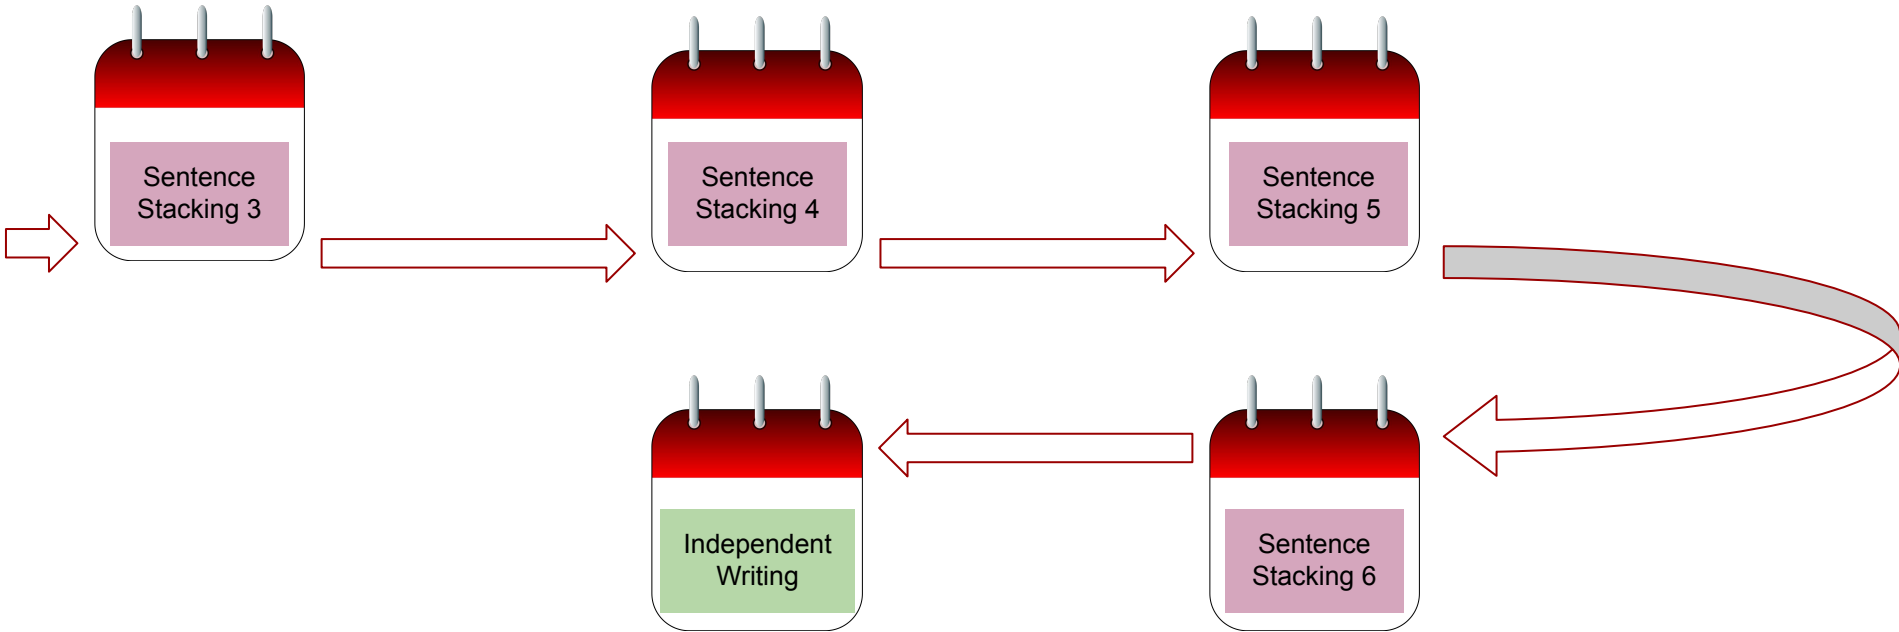 Sentence
Stacking 3
Sentence
Stacking 4
Sentence
Stacking 5
Sentence
Stacking 6
Independent
Writing